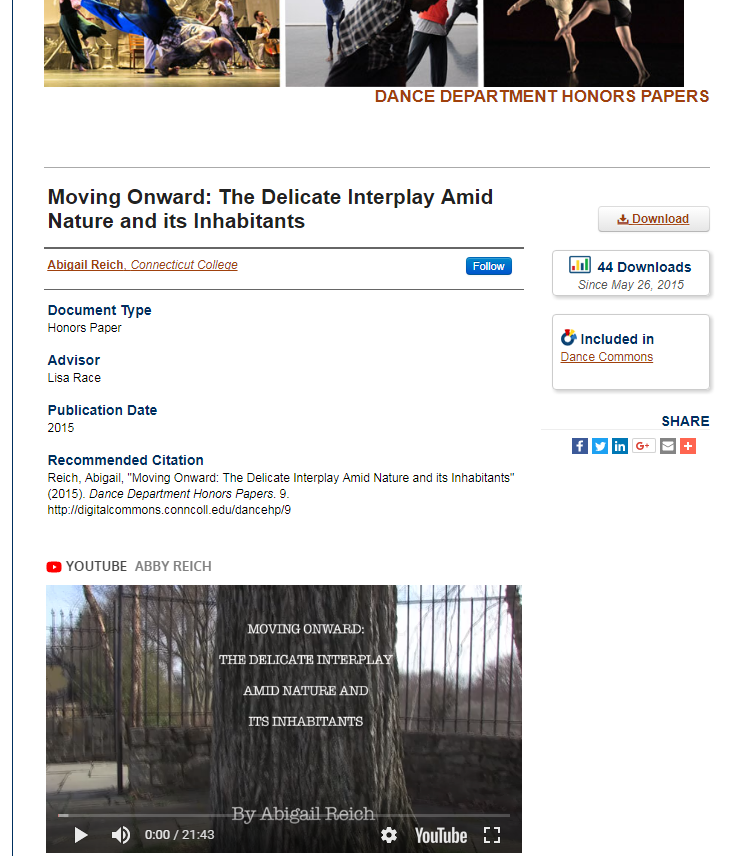 DANCE DEPARTMENT HONORS PAPERS
Moving Onward: The Delicate Interplay Amid
Nature and its Inhabitants
Download
Abigail Reich, Connecticut College
Follow
44 Downloads
Since May 26, 2015
Document Type
Honors Paper
Included in
Dance Commons
Advisor
Lisa Race
Publication Date
2015
SHARE
f
in
G+
Recommended Citation
Reich, Abigail, "Moving Onward: The Delicate Interplay Amid Nature and its Inhabitants"
(2015). Dance Department Honors Papers. 9.
http://digitalcommons.conncoll.edu/dancehp/9
YOUTUBE ABBY REICH
MOVING ONWARD:
THE DELICATE INTERPLAY
AMID NATURE AND
ITS INHABITANTS
By Abigail Reich
0:00 / 21:43
YouTube